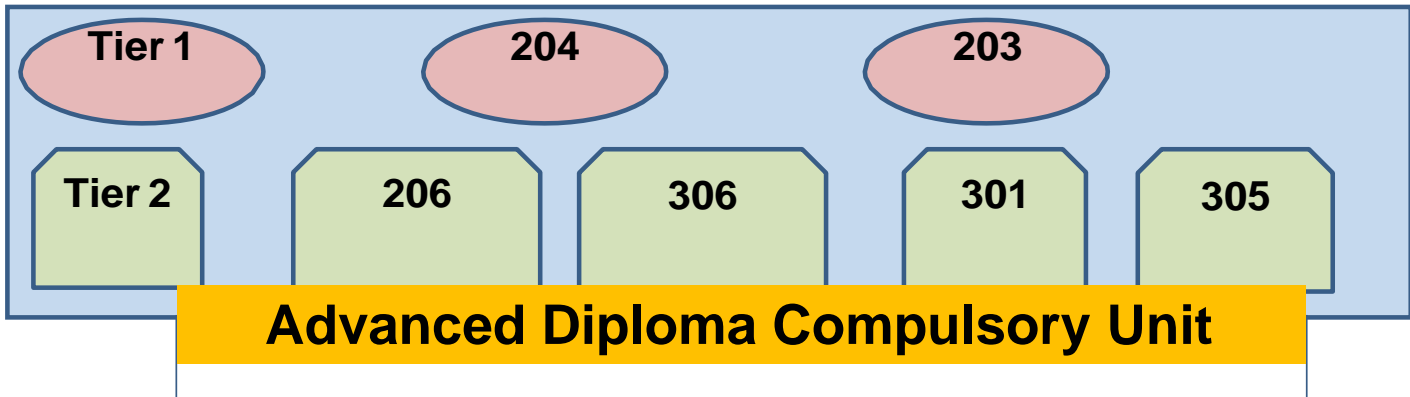 Tier 1 204 203
Tier 2 206 306 301 305
Advanced Diploma Compulsory Unit